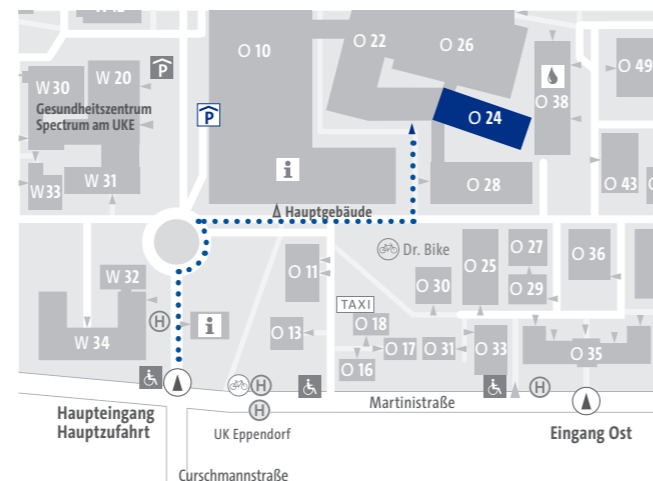 W 12
O 10
O 22
O 26
O 49
W 30
W 20
P
P
O 38
Gesundheitszentrum
Spectrum am UKE
O 24
W 31
W 33
i
O 28
O 43
Hauptgebäude
Dr. Bike
O 11
O 25
O 27
O 36
W 32
O 30
O 29
TAXI
H
i
O 13
O 18
W 34
O 17
O 31
O 33
O 35
O 16
H
H
H
Martinistraße
Haupteingang
Hauptzufahrt
UK Eppendorf
Eingang Ost
Curschmannstraße